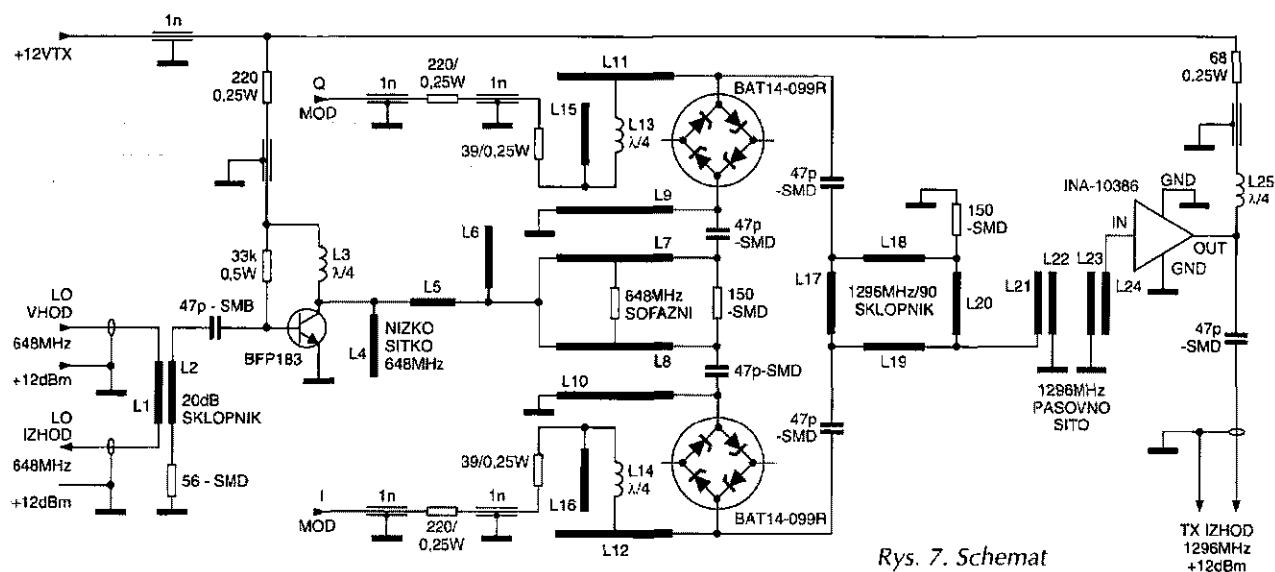 1n
+12VTX
220
0,25W
Q
MOD
1n
220/
0,25W
1n
39/0,25W
L15
L11
L13
λ/4
BAT14-099R
47p
-SMD
68
0,25W
L25
λ/4
INA-10386
GND
IN
OUT
GND
L9
47p
-SMD
L6
L7
L18
150
-SMD
33k
0,5W
L3
λ/4
L5
648MHz
SOFAZNI
150
-SMD
L17
1296MHz/90
SKLOPNIK
L20
L21
L22
L23
L24
47p - SMB
LO
VHOD
648MHz
+12dBm
BFP183
L4
NIZKO
SITKO
648MHz
L8
L19
47p
-SMD
L1
L2
20dB
SKLOPNIK
L10
47p-SMD
47p
-SMD
1296MHz
PASOVNO
SITO
LO
IZHOD
648MHz
+12dBm
56 - SMD
39/0,25W
L14
λ/4
L16
I
MOD
1n
220/
0,25W
1n
L12
BAT14-099R
TX IZHOD
1296MHz
+12dBm
Rys. 7. Schemat